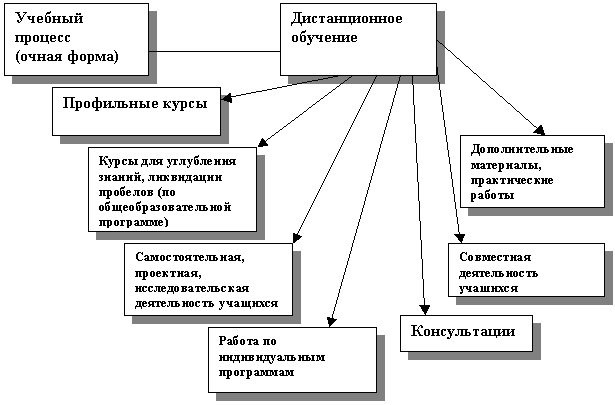 Учебный
процесс
(очная форма)
Дистанционное
обучение
Профильные курсы
Курсы для углубления
знаний, ликвидации
пробелов (по
общеобразовательной
программе)
Дополнительные
материалы,
практические
работы
Самостоятельная,
проектная,
исследовательская
деятельность учащихся
Совместная
деятельность
учашихся
Работа по
индивидуальным
программам
Консультации